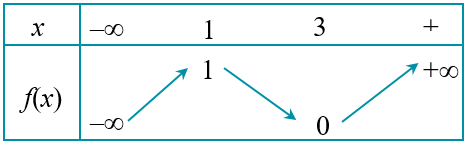 x –∞ 1 3 +
1 +∞
f(x)
–∞ 0